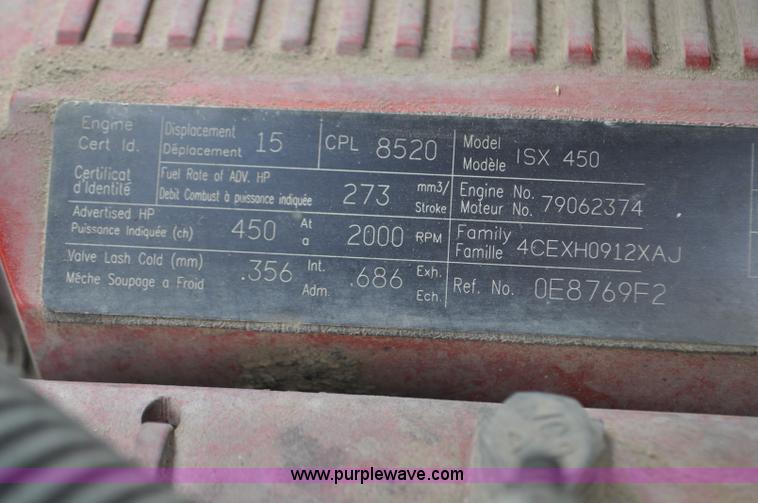 Engine
Cert Id.
Certificat
d'Identité
Displacement
Déplacement
15
CPL 8520
Fuel Rate of ADV. HP
Debit Combust à puissance indiquée
273
mm3/
Stroke
Advertised HP
Puissance Indiquée (ch)
450
At
a
2000 RPM
Valve Lash Cold (mm)
Mêche Soupage a Froid
.356
Int.
Adm.
.686
Exh.
Ech.
Model
Modèle
ISX 450
Engine No.
Moteur No. 79062374
Family
Famille 4CEXH0912XAJ
Ref. No. 0E8769F2
www.purplewave.com